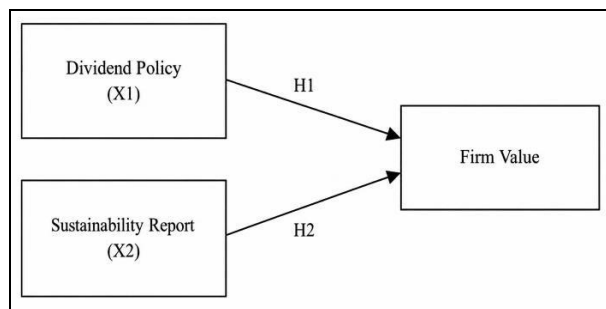 Dividend Policy
(X1)
H1
Firm Value
Sustainability Report
(X2)
H2